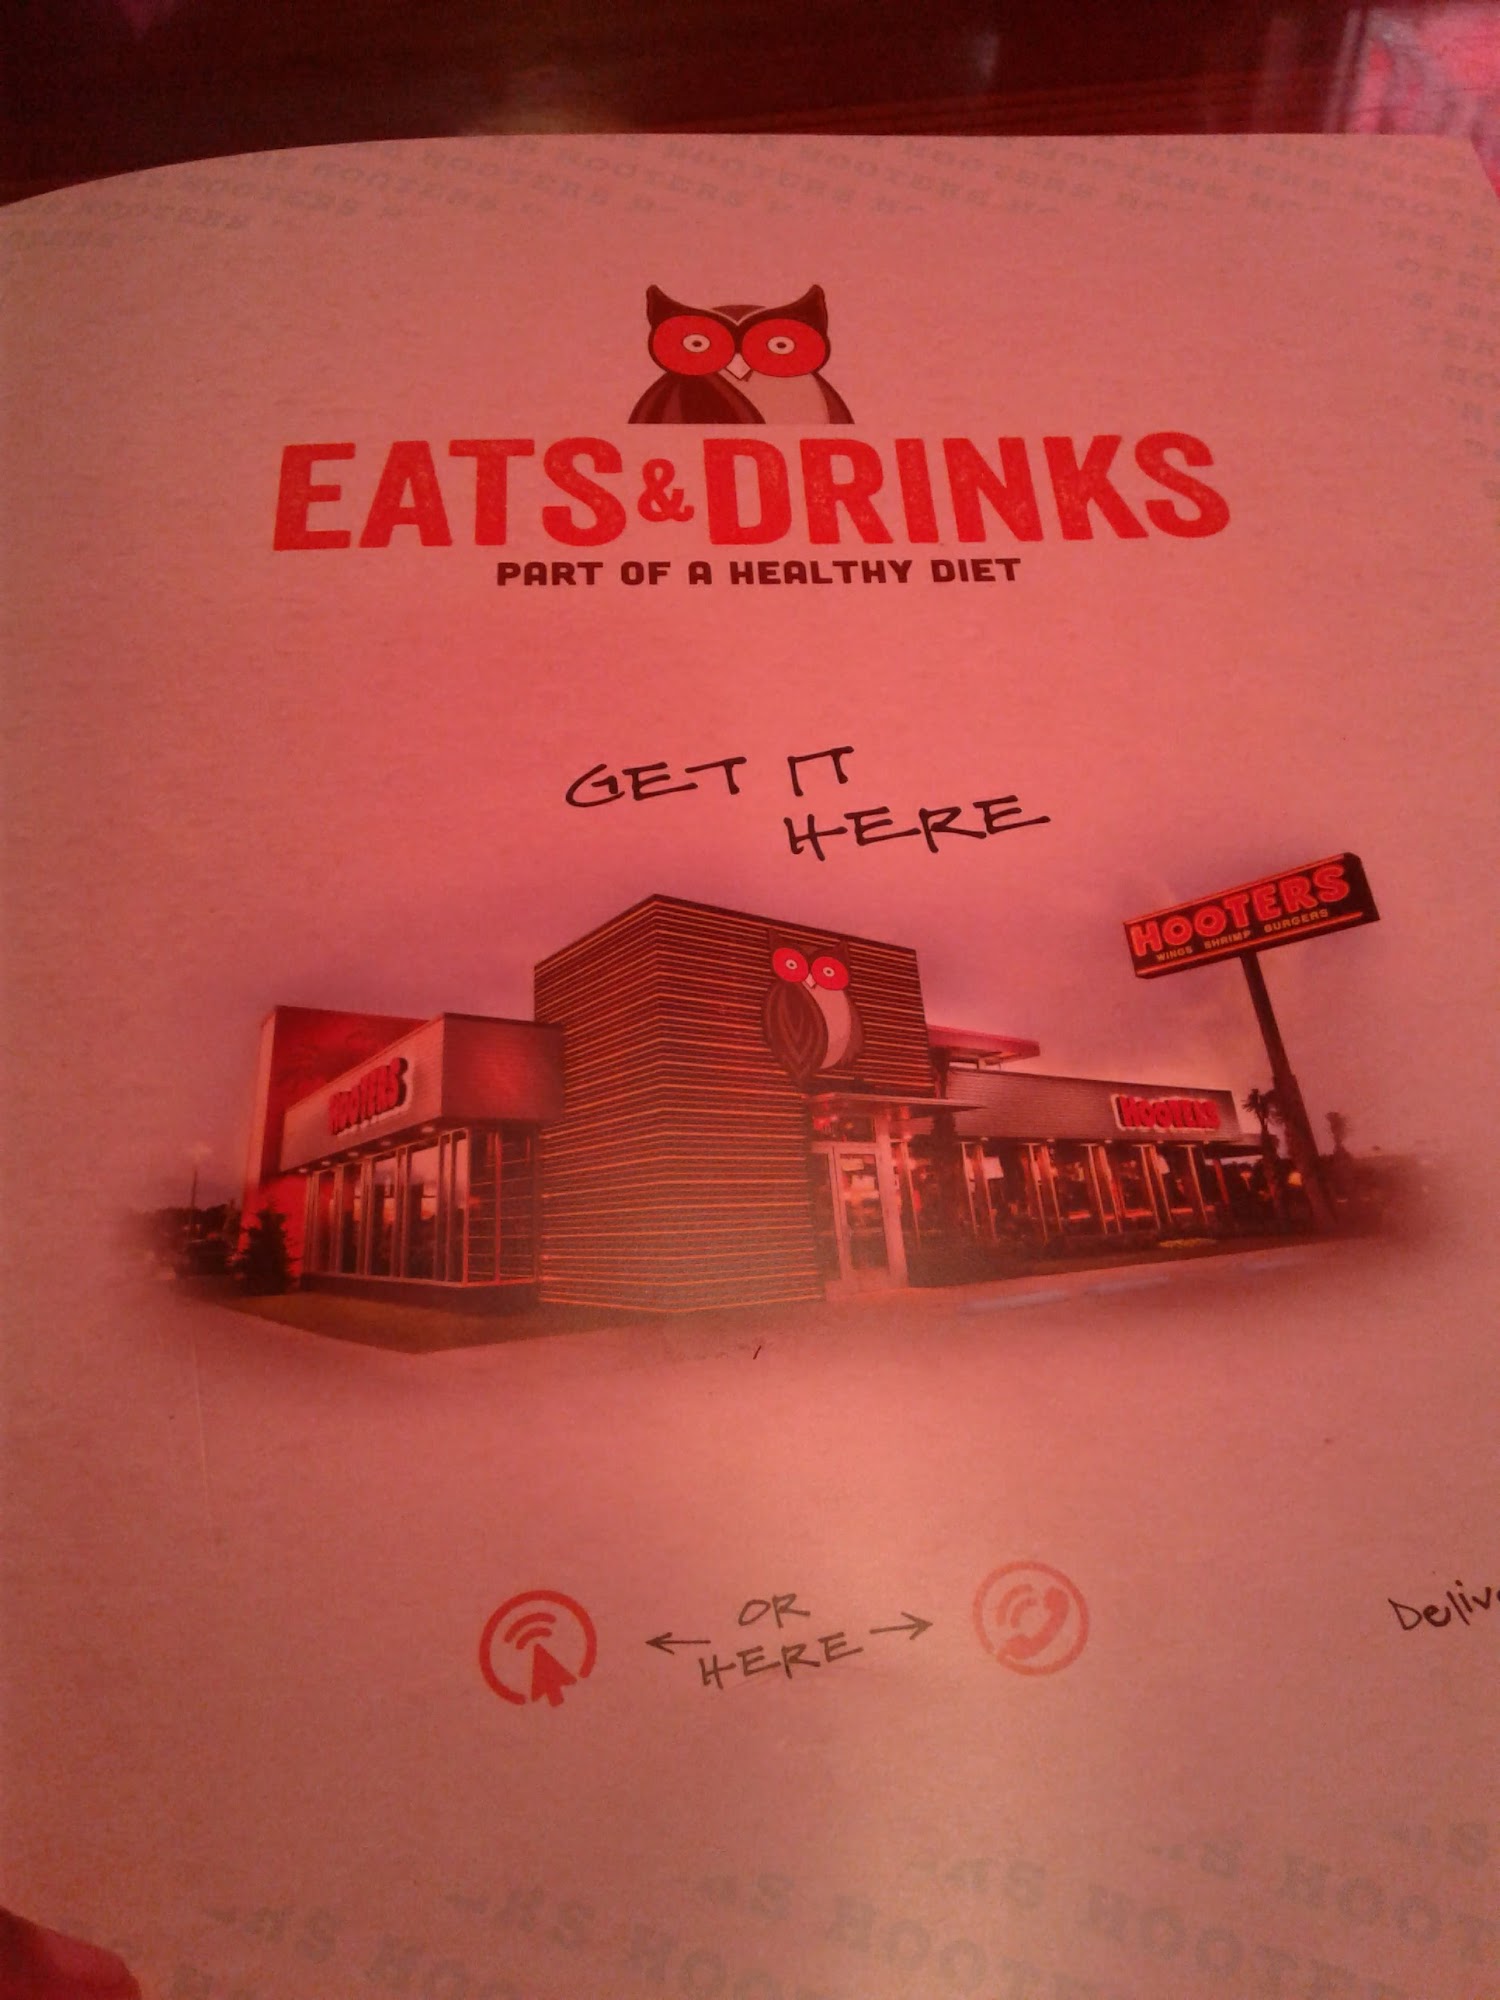 EATS & DRINKS
PART OF A HEALTHY DIET
GET IT
HERE
HOOTERS
WINGS SHRIMP BURGERS
HOOTERS
HOOTERS
OR
HERE